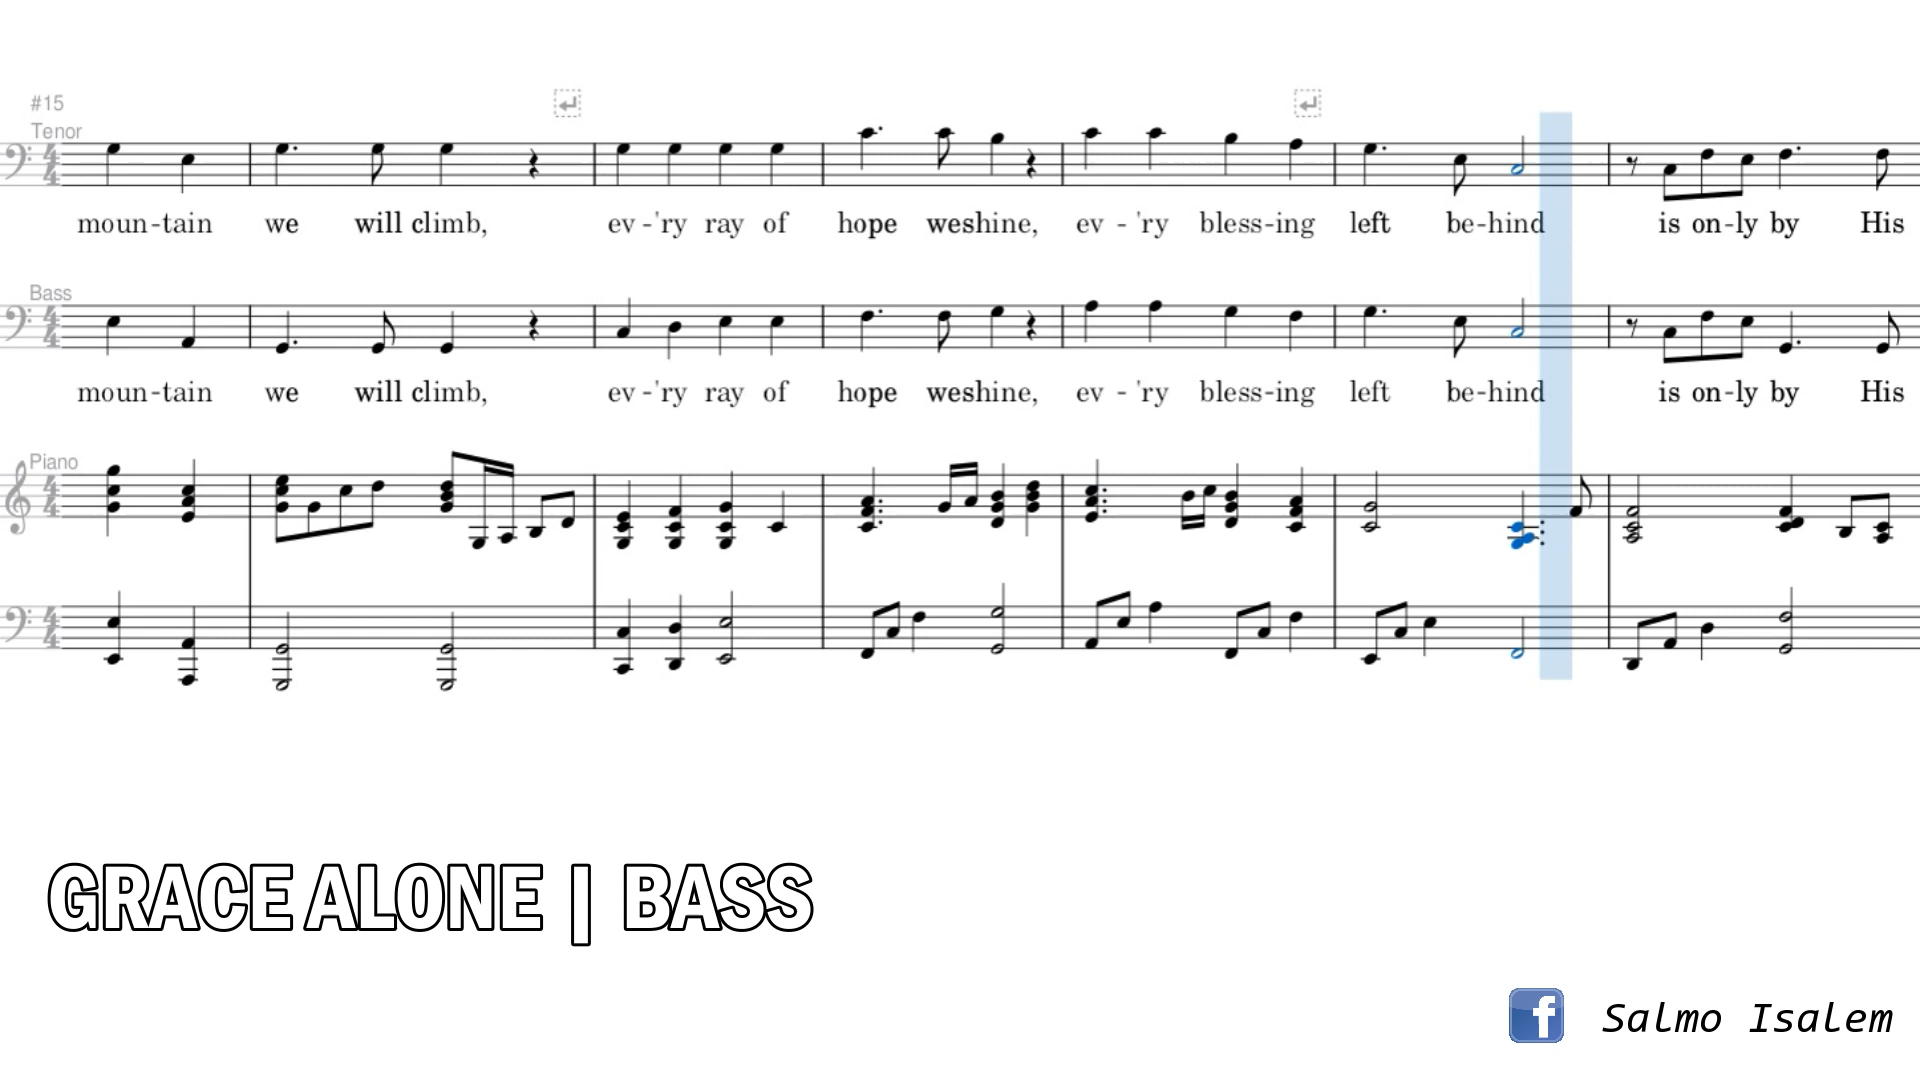 #15
Tenor
moun-tain we will climb, ev-'ry ray of hope weshine, ev-'ry bless-ing left be-hind is on-ly by His
Bass
moun-tain we will climb, ev-'ry ray of hope weshine, ev-'ry bless-ing left be-hind is on-ly by His
Piano
GRACE ALONE | BASS
f Salmo Isalem